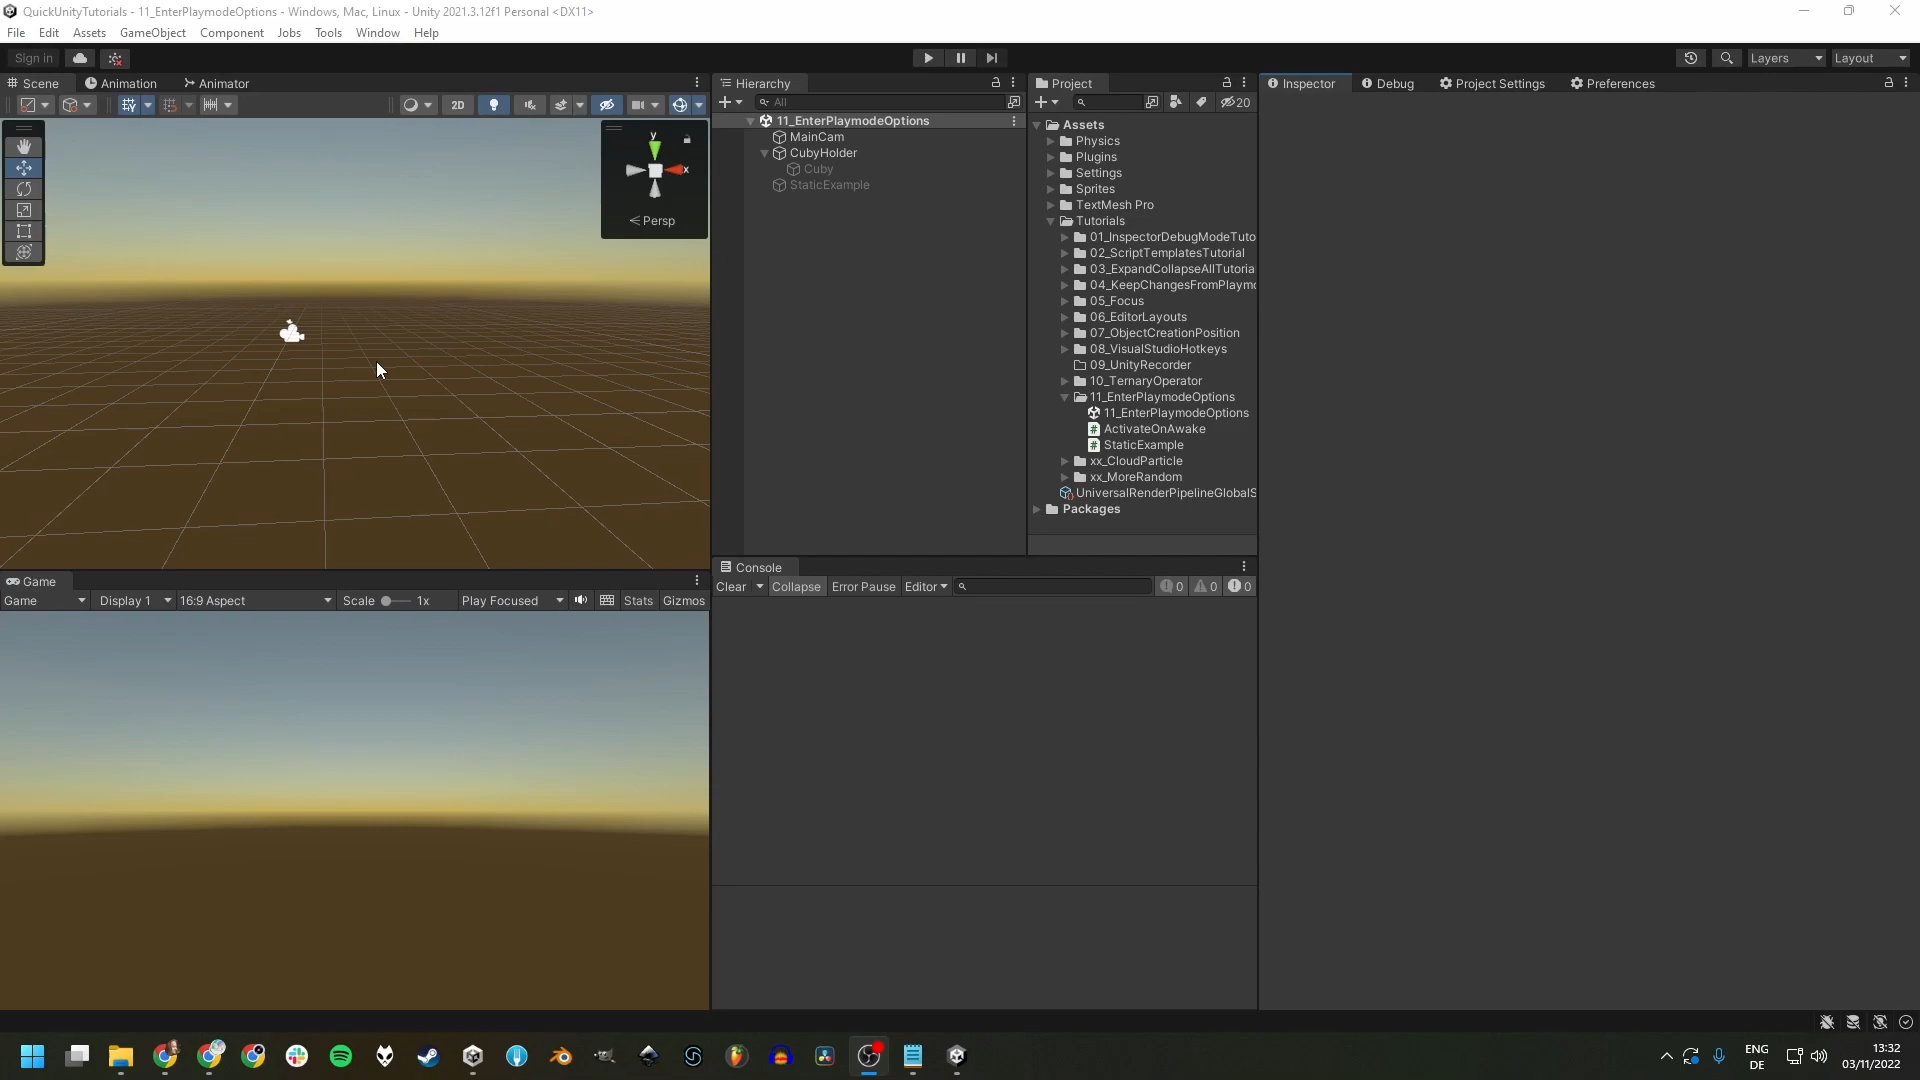 QuickUnityTutorials - 11_EnterPlaymodeOptions - Windows, Mac, Linux - Unity 2021.3.12f1 Personal <DX11>
File Edit Assets GameObject Component Jobs Tools Window Help
Sign in
Layers
Layout
Scene
Animation
Animator
2D
y
x
Persp
Hierarchy
All
11_EnterPlaymodeOptions
MainCam
CubyHolder
Cuby
StaticExample
Project
20
Assets
Physics
Plugins
Settings
Sprites
TextMesh Pro
Tutorials
01_InspectorDebugModeTuto
02_ScriptTemplatesTutorial
03_ExpandCollapseAllTutoria
04_KeepChangesFromPlaymo
05_Focus
06_EditorLayouts
07_ObjectCreationPosition
08_VisualStudioHotkeys
09_UnityRecorder
10_TernaryOperator
11_EnterPlaymodeOptions
11_EnterPlaymodeOptions
ActivateOnAwake
StaticExample
xx_CloudParticle
xx_MoreRandom
UniversalRenderPipelineGlobalS
Packages
Inspector
Debug
Project Settings
Preferences
Game
Game
Display 1
16:9 Aspect
Scale
1x
Play Focused
Stats
Gizmos
Console
Clear
Collapse
Error Pause
Editor
0
0
0
ENG
DE
13:32
03/11/2022